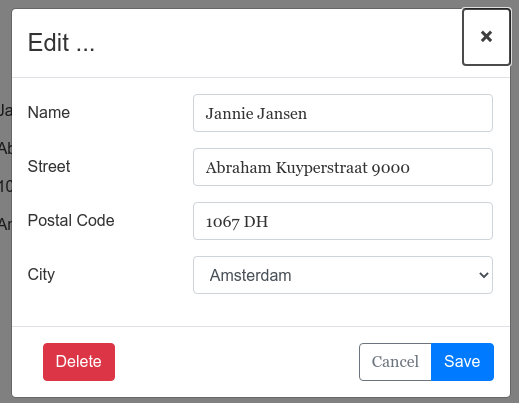 Edit ...
×
Name
Jannie Jansen
Street
Abraham Kuyperstraat 9000
Postal Code
1067 DH
City
Amsterdam
Delete
Cancel
Save